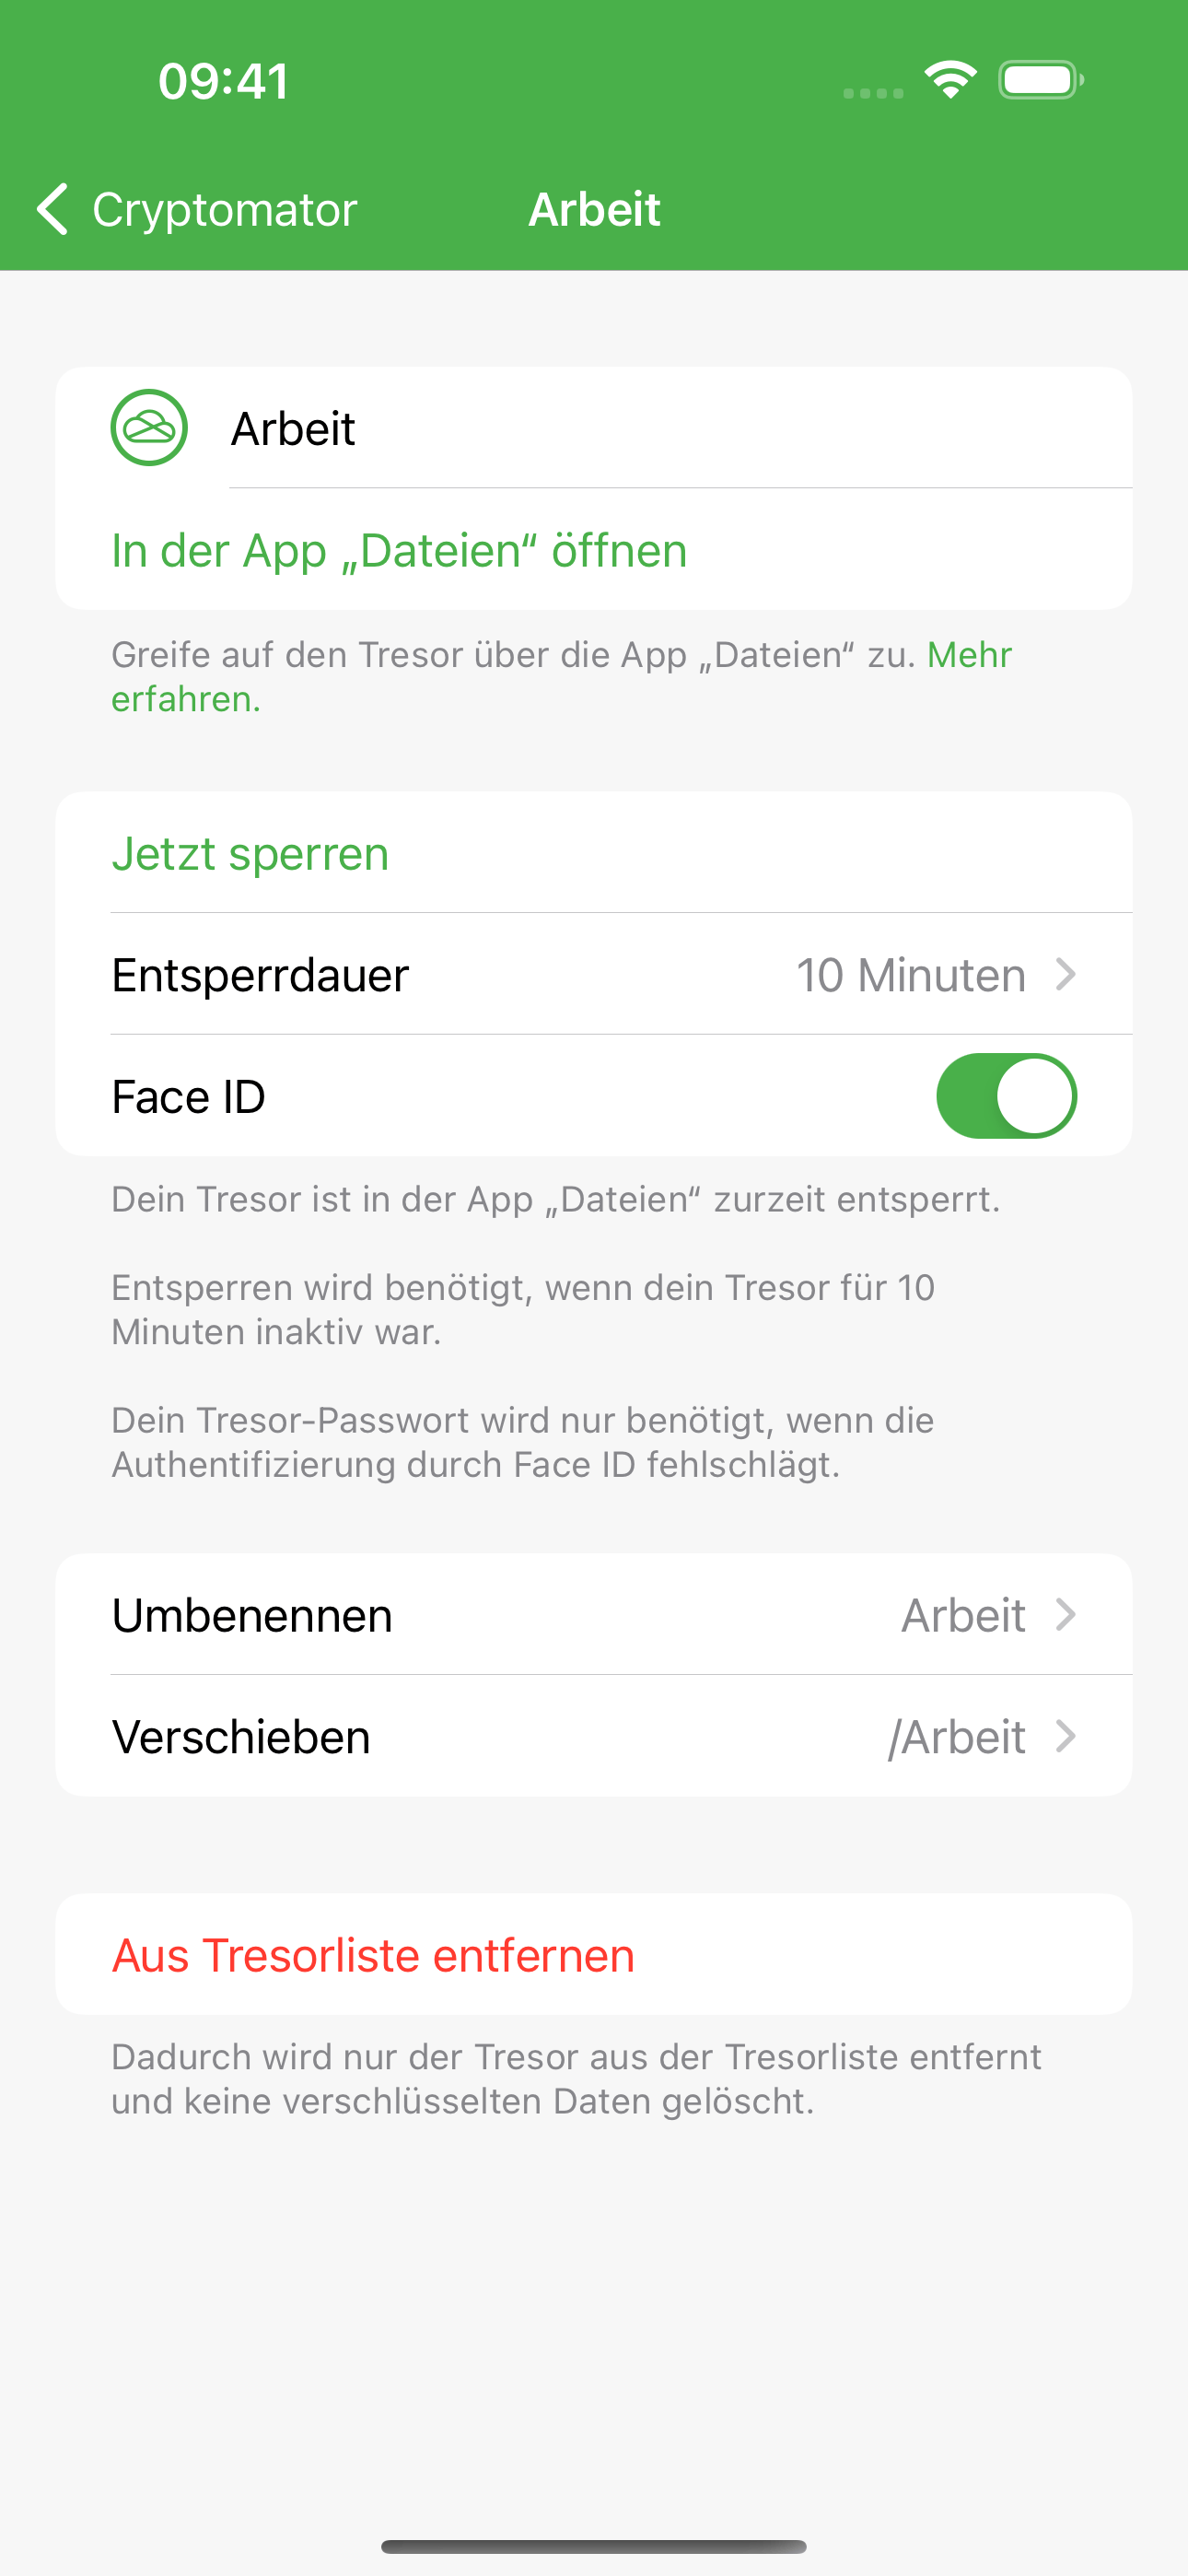 09:41
Cryptomator
Arbeit
Arbeit
In der App „Dateien“ öffnen
Greife auf den Tresor über die App „Dateien“ zu. Mehr
erfahren.
Jetzt sperren
Entsperrdauer 10 Minuten
Face ID
Dein Tresor ist in der App „Dateien“ zurzeit entsperrt.
Entsperren wird benötigt, wenn dein Tresor für 10
Minuten inaktiv war.
Dein Tresor-Passwort wird nur benötigt, wenn die
Authentifizierung durch Face ID fehlschlägt.
Umbenennen Arbeit
Verschieben /Arbeit
Aus Tresorliste entfernen
Dadurch wird nur der Tresor aus der Tresorliste entfernt
und keine verschlüsselten Daten gelöscht.